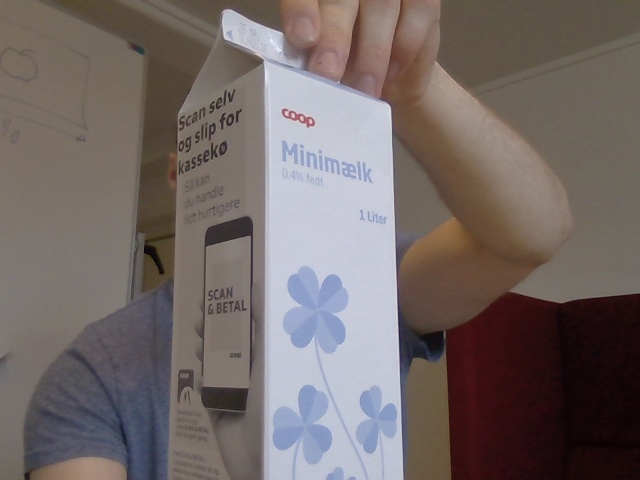 Scan selv
og slip for
kassekø
Så kan
du handle
lidt hurtigere
SCAN
& BETAL
coop
coop
Minimælk
0.4% fedt
1 Liter